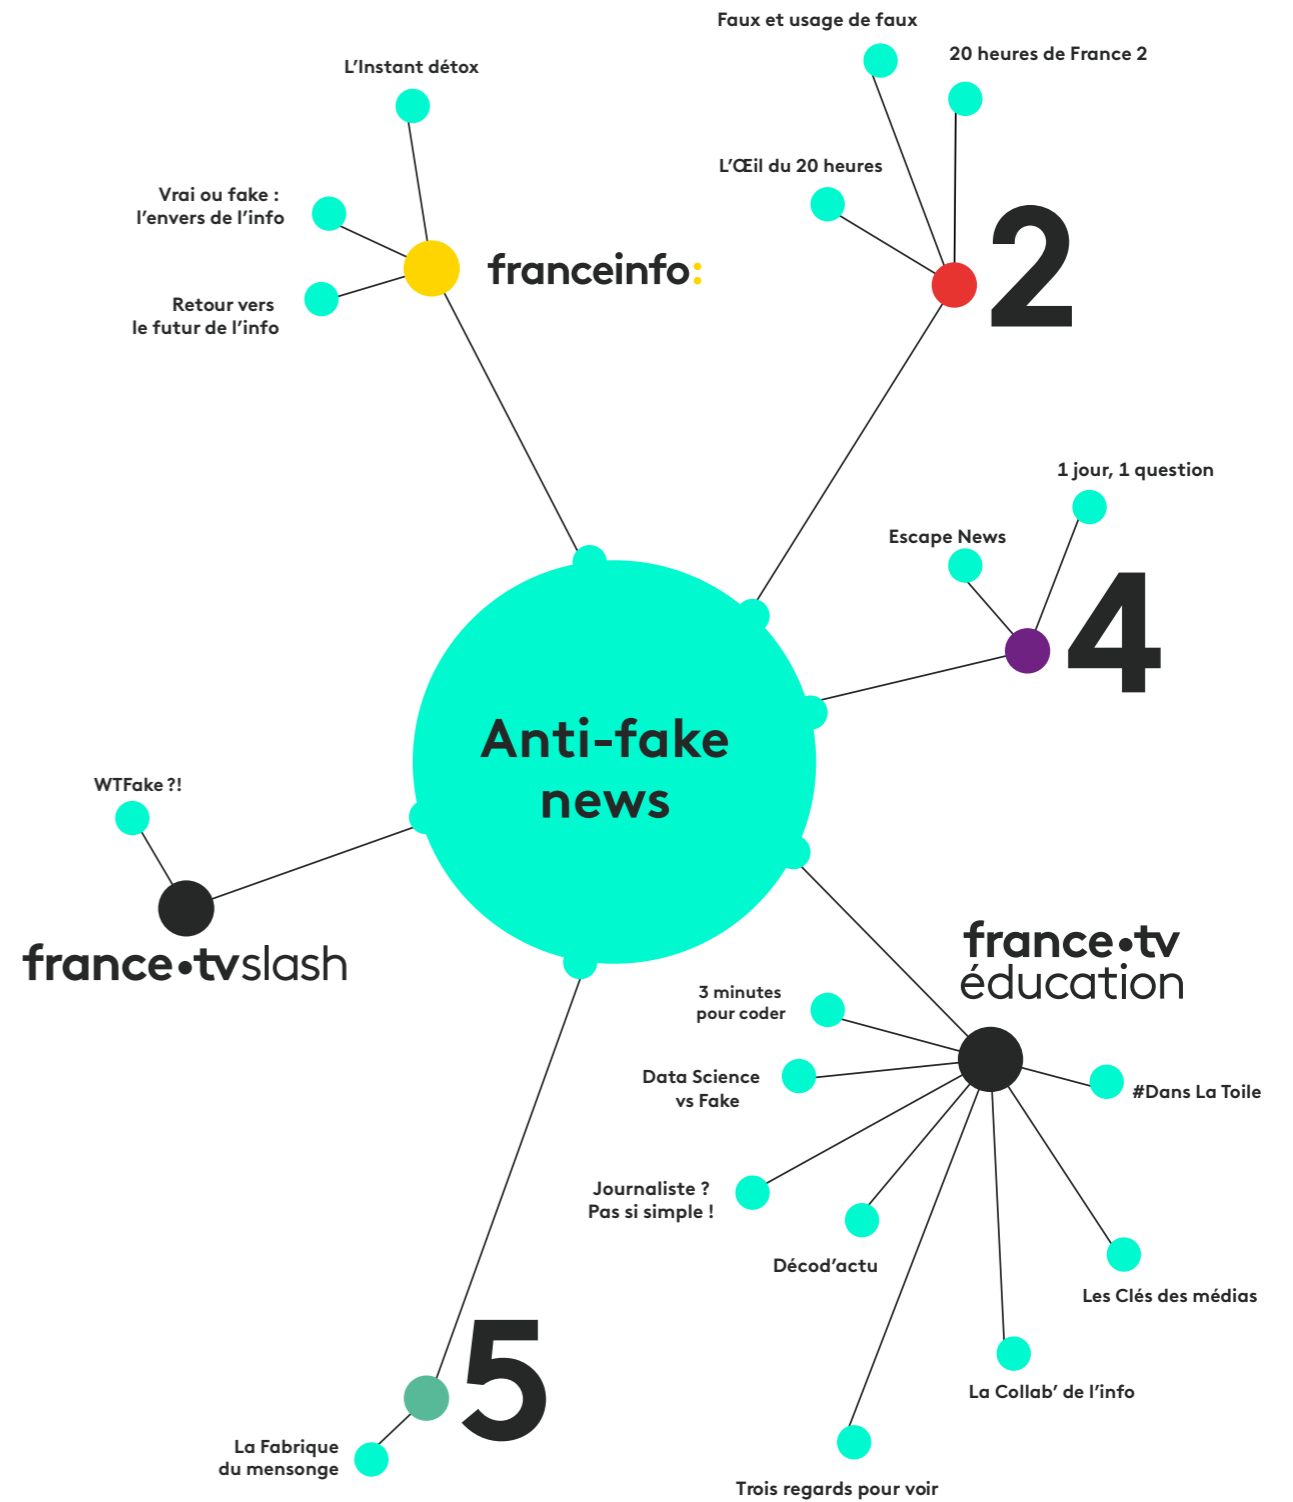 Faux et usage de faux
20 heures de France 2
L'Instant détox
L'Œil du 20 heures
Vrai ou fake :
l'envers de l'info
2
franceinfo:
Retour vers
le futur de l'info
1 jour, 1 question
Escape News
4
Anti-fake
news
WTFake ?!
france•tvslash
france•tv
éducation
3 minutes
pour coder
Data Science
vs Fake
#Dans La Toile
Journaliste ?
Pas si simple !
Décod'actu
Les Clés des médias
La Collab' de l'info
5
La Fabrique
du mensonge
Trois regards pour voir